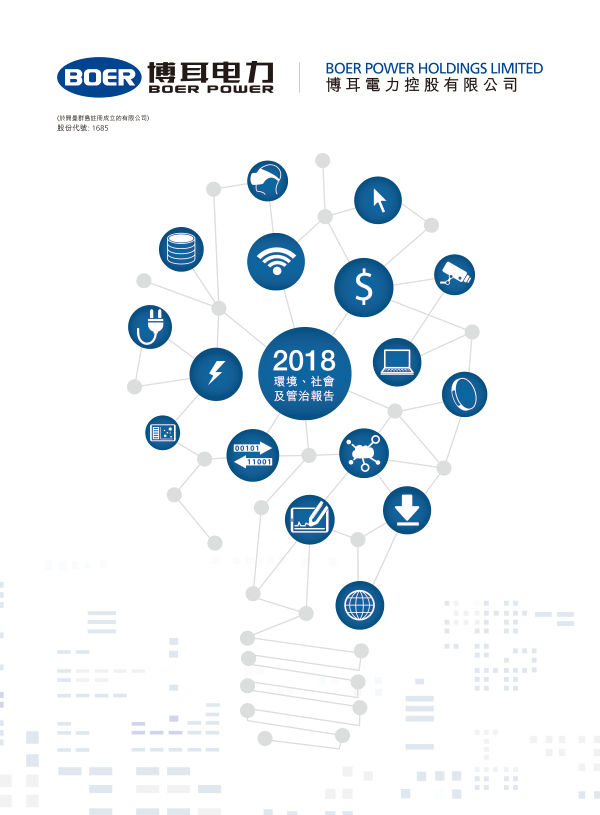 BOER 博耳电力
BOER POWER
BOER POWER HOLDINGS LIMITED
博耳電力控股有限公司
(於開曼群島註冊成立的有限公司)
股份代號: 1685
$
2018
環境、社會
及管治報告
00101
11001